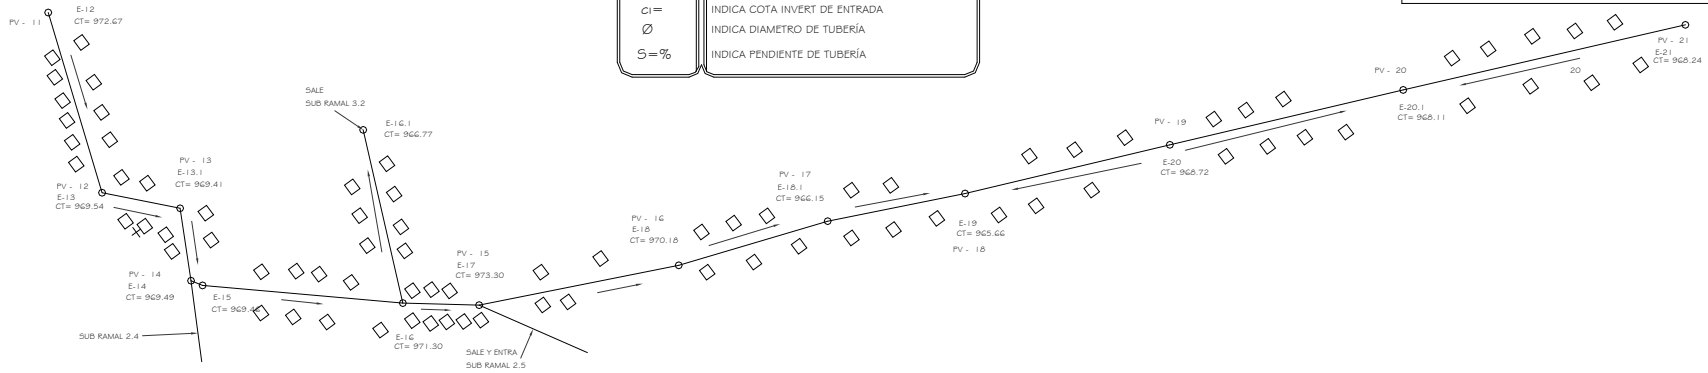 CI=
INDICA COTA INVERT DE ENTRADA
Ø
INDICA DIAMETRO DE TUBERÍA
S=%
INDICA PENDIENTE DE TUBERÍA
PV - 11
E-12
CT= 972.67
SALE
SUB RAMAL 3.2
E-16.1
CT= 966.77
PV - 12
E-13
CT= 969.54
PV - 13
E-13.1
CT= 969.41
PV - 14
E-14
CT= 969.49
E-15
CT= 969.46
SUB RAMAL 2.4
E-16
CT= 971.30
PV - 15
E-17
CT= 973.30
SALE Y ENTRA
SUB RAMAL 2.5
PV - 16
E-18
CT= 970.18
PV - 17
E-18.1
CT= 966.15
E-19
CT= 965.66
PV - 18
PV - 19
E-20
CT= 968.72
PV - 20
E-20.1
CT= 968.11
20
PV - 21
E-21
CT= 968.24